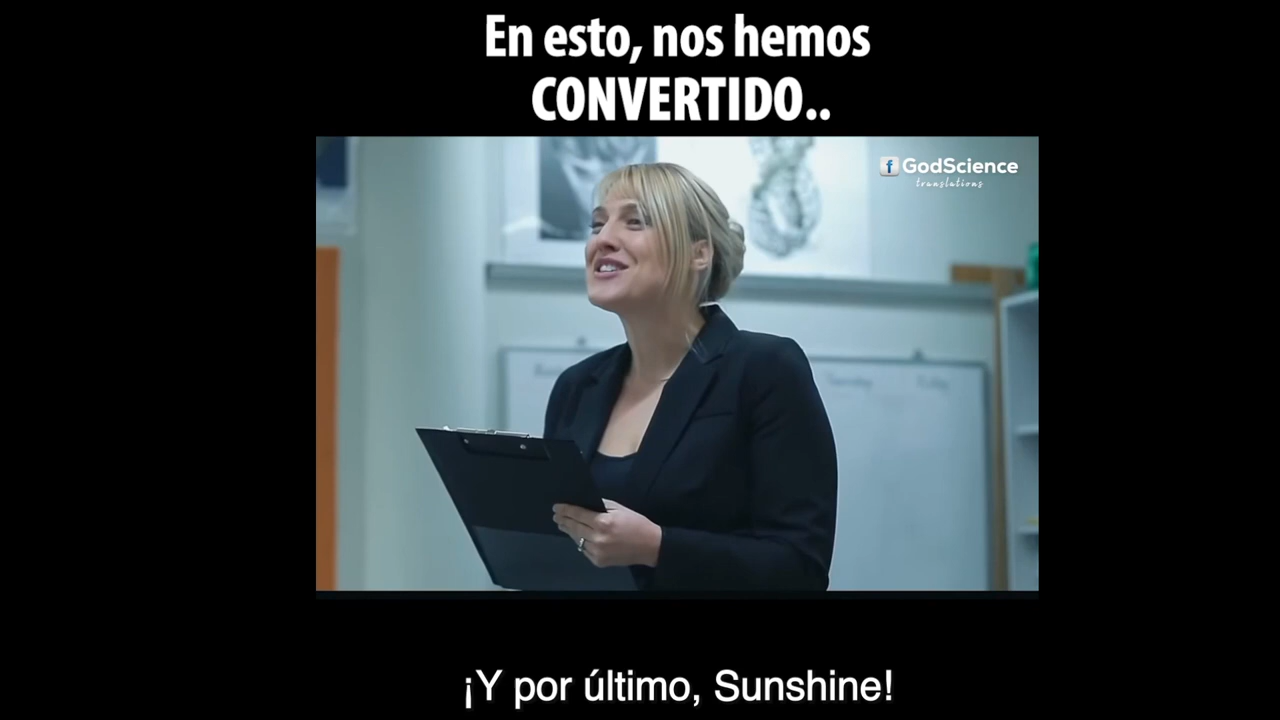 En esto, nos hemos
CONVERTIDO..
f GodScience
translations
¡Y por último, Sunshine!